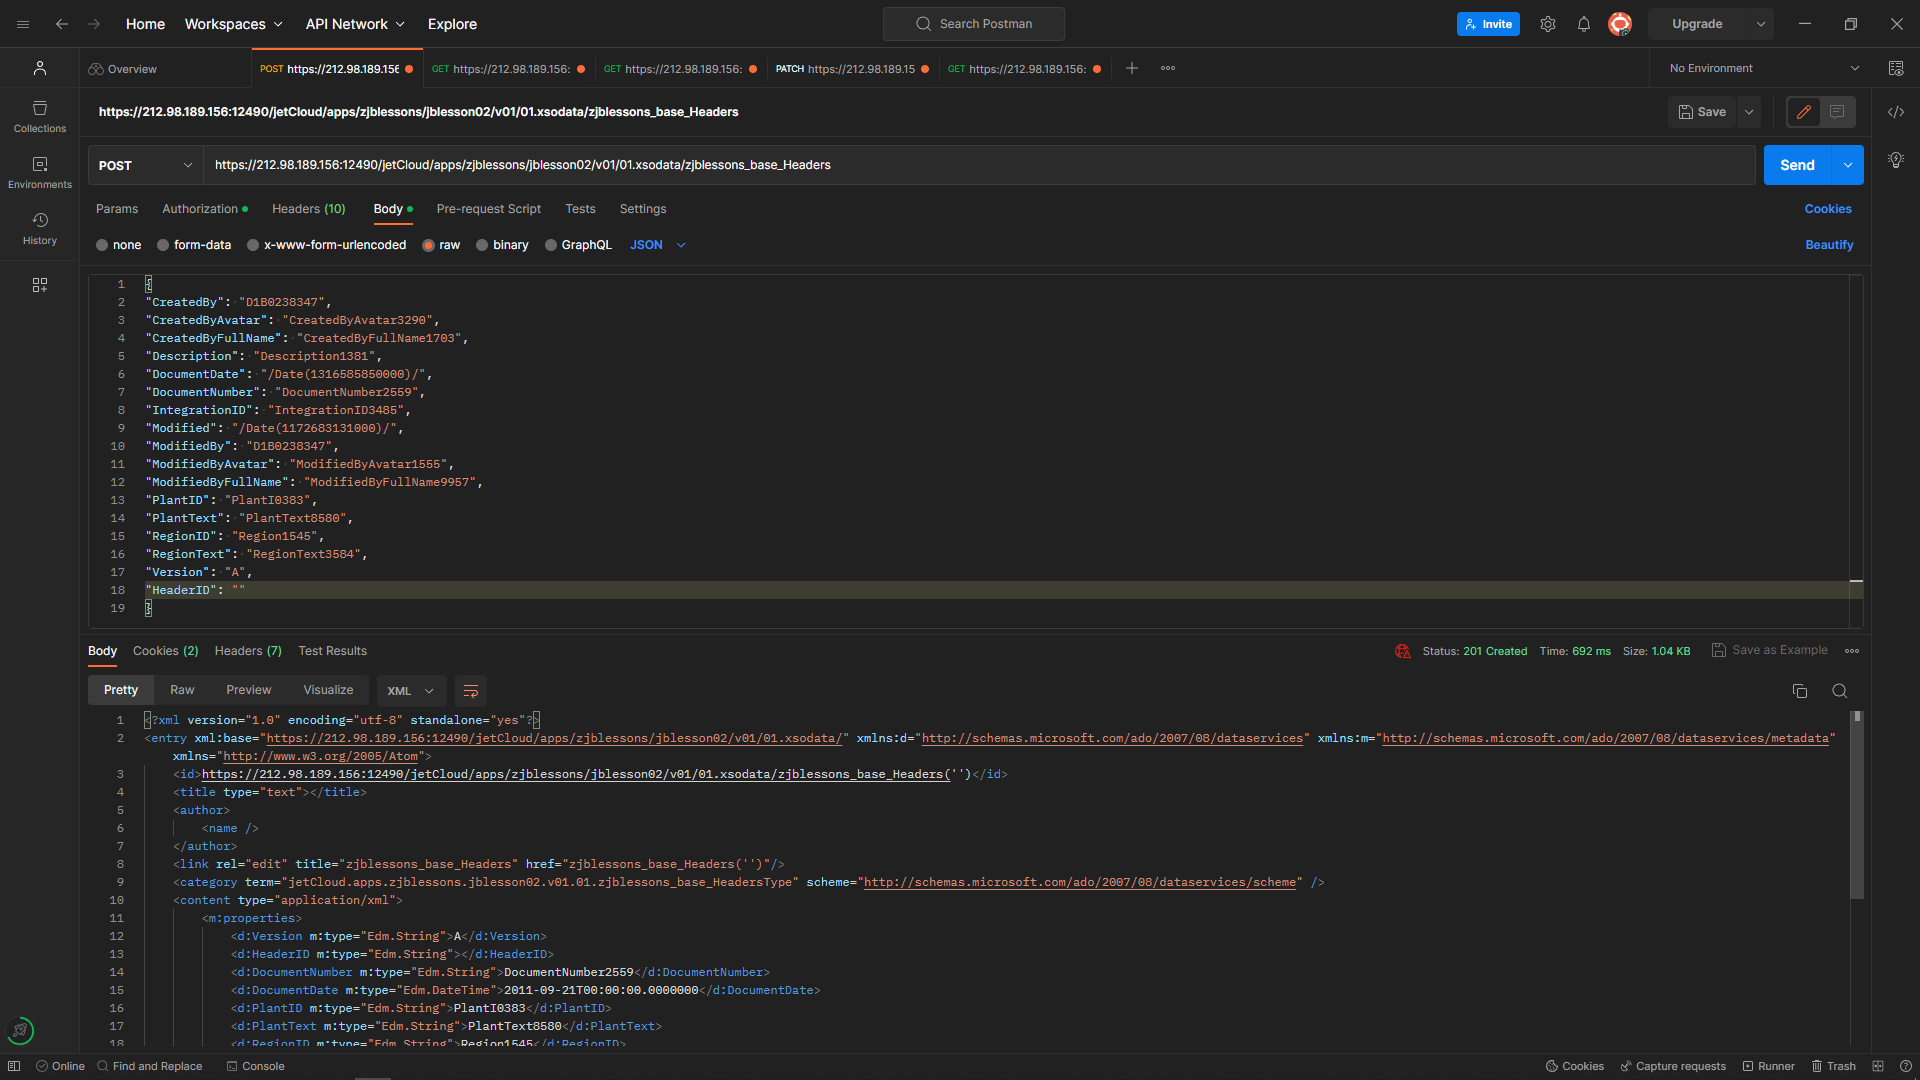 Home Workspaces API Network Explore Search Postman Invite Upgrade
Overview POST https://212.98.189.156 GET https://212.98.189.156: GET https://212.98.189.156: PATCH https://212.98.189.15 GET https://212.98.189.156: No Environment
https://212.98.189.156:12490/jetCloud/apps/zjblessons/jblesson02/v01/01.xsodata/zjblessons_base_Headers Save
Collections
Environments
History
POST https://212.98.189.156:12490/jetCloud/apps/zjblessons/jblesson02/v01/01.xsodata/zjblessons_base_Headers Send
Params Authorization Headers (10) Body Pre-request Script Tests Settings Cookies
none form-data x-www-form-urlencoded raw binary GraphQL JSON Beautify
1 {
2 "CreatedBy": "D1B0238347",
3 "CreatedByAvatar": "CreatedByAvatar3290",
4 "CreatedByFullName": "CreatedByFullName1703",
5 "Description": "Description1381",
6 "DocumentDate": "/Date(1316585850000)/",
7 "DocumentNumber": "DocumentNumber2559",
8 "IntegrationID": "IntegrationID3485",
9 "Modified": "/Date(1172683131000)/",
10 "ModifiedBy": "D1B0238347",
11 "ModifiedByAvatar": "ModifiedByAvatar1555",
12 "ModifiedByFullName": "ModifiedByFullName9957",
13 "PlantID": "PlantI0383",
14 "PlantText": "PlantText8580",
15 "RegionID": "Region1545",
16 "RegionText": "RegionText3584",
17 "Version": "A",
18 "HeaderID": ""
19 }
Body Cookies (2) Headers (7) Test Results Status: 201 Created Time: 692 ms Size: 1.04 KB Save as Example
Pretty Raw Preview Visualize XML
1 <?xml version="1.0" encoding="utf-8" standalone="yes"?>
2 <entry xml:base="https://212.98.189.156:12490/jetCloud/apps/zjblessons/jblesson02/v01/01.xsodata/" xmlns:d="http://schemas.microsoft.com/ado/2007/08/dataservices" xmlns:m="http://schemas.microsoft.com/ado/2007/08/dataservices/metadata"
xmlns="http://www.w3.org/2005/Atom">
3 <id>https://212.98.189.156:12490/jetCloud/apps/zjblessons/jblesson02/v01/01.xsodata/zjblessons_base_Headers('')</id>
4 <title type="text"></title>
5 <author>
6 <name />
7 </author>
8 <link rel="edit" title="zjblessons_base_Headers" href="zjblessons_base_Headers('')"/>
9 <category term="jetCloud.apps.zjblessons.jblesson02.v01.01.zjblessons_base_HeadersType" scheme="http://schemas.microsoft.com/ado/2007/08/dataservices/scheme" />
10 <content type="application/xml">
11 <m:properties>
12 <d:Version m:type="Edm.String">A</d:Version>
13 <d:HeaderID m:type="Edm.String"></d:HeaderID>
14 <d:DocumentNumber m:type="Edm.String">DocumentNumber2559</d:DocumentNumber>
15 <d:DocumentDate m:type="Edm.DateTime">2011-09-21T00:00:00.0000000</d:DocumentDate>
16 <d:PlantID m:type="Edm.String">PlantI0383</d:PlantID>
17 <d:PlantText m:type="Edm.String">PlantText8580</d:PlantText>
18 <d:RegionID m:type="Edm.String">Region1545</d:RegionID>
Online Find and Replace Console Cookies Capture requests Runner Trash